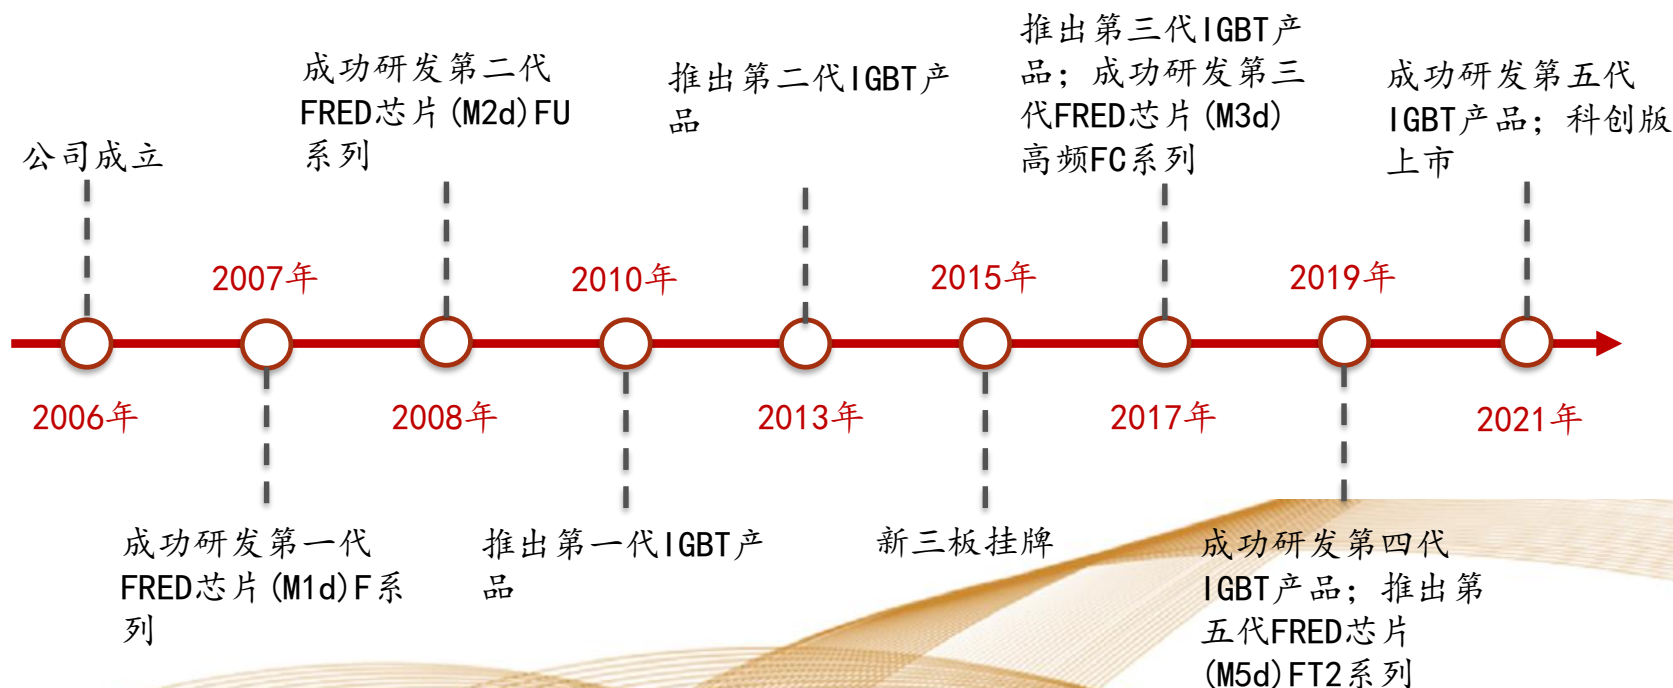 公司成立
2006年
2007年
成功研发第一代
FRED芯片(M1d)F系
列
成功研发第二代
FRED芯片(M2d)FU
系列
2008年
2010年
推出第一代IGBT产
品
推出第二代IGBT产
品
2013年
2015年
新三板挂牌
推出第三代IGBT产
品；成功研发第三
代FRED芯片(M3d)
高频FC系列
2017年
2019年
成功研发第四代
IGBT产品；推出第
五代FRED芯片
(M5d)FT2系列
成功研发第五代
IGBT产品；科创版
上市
2021年